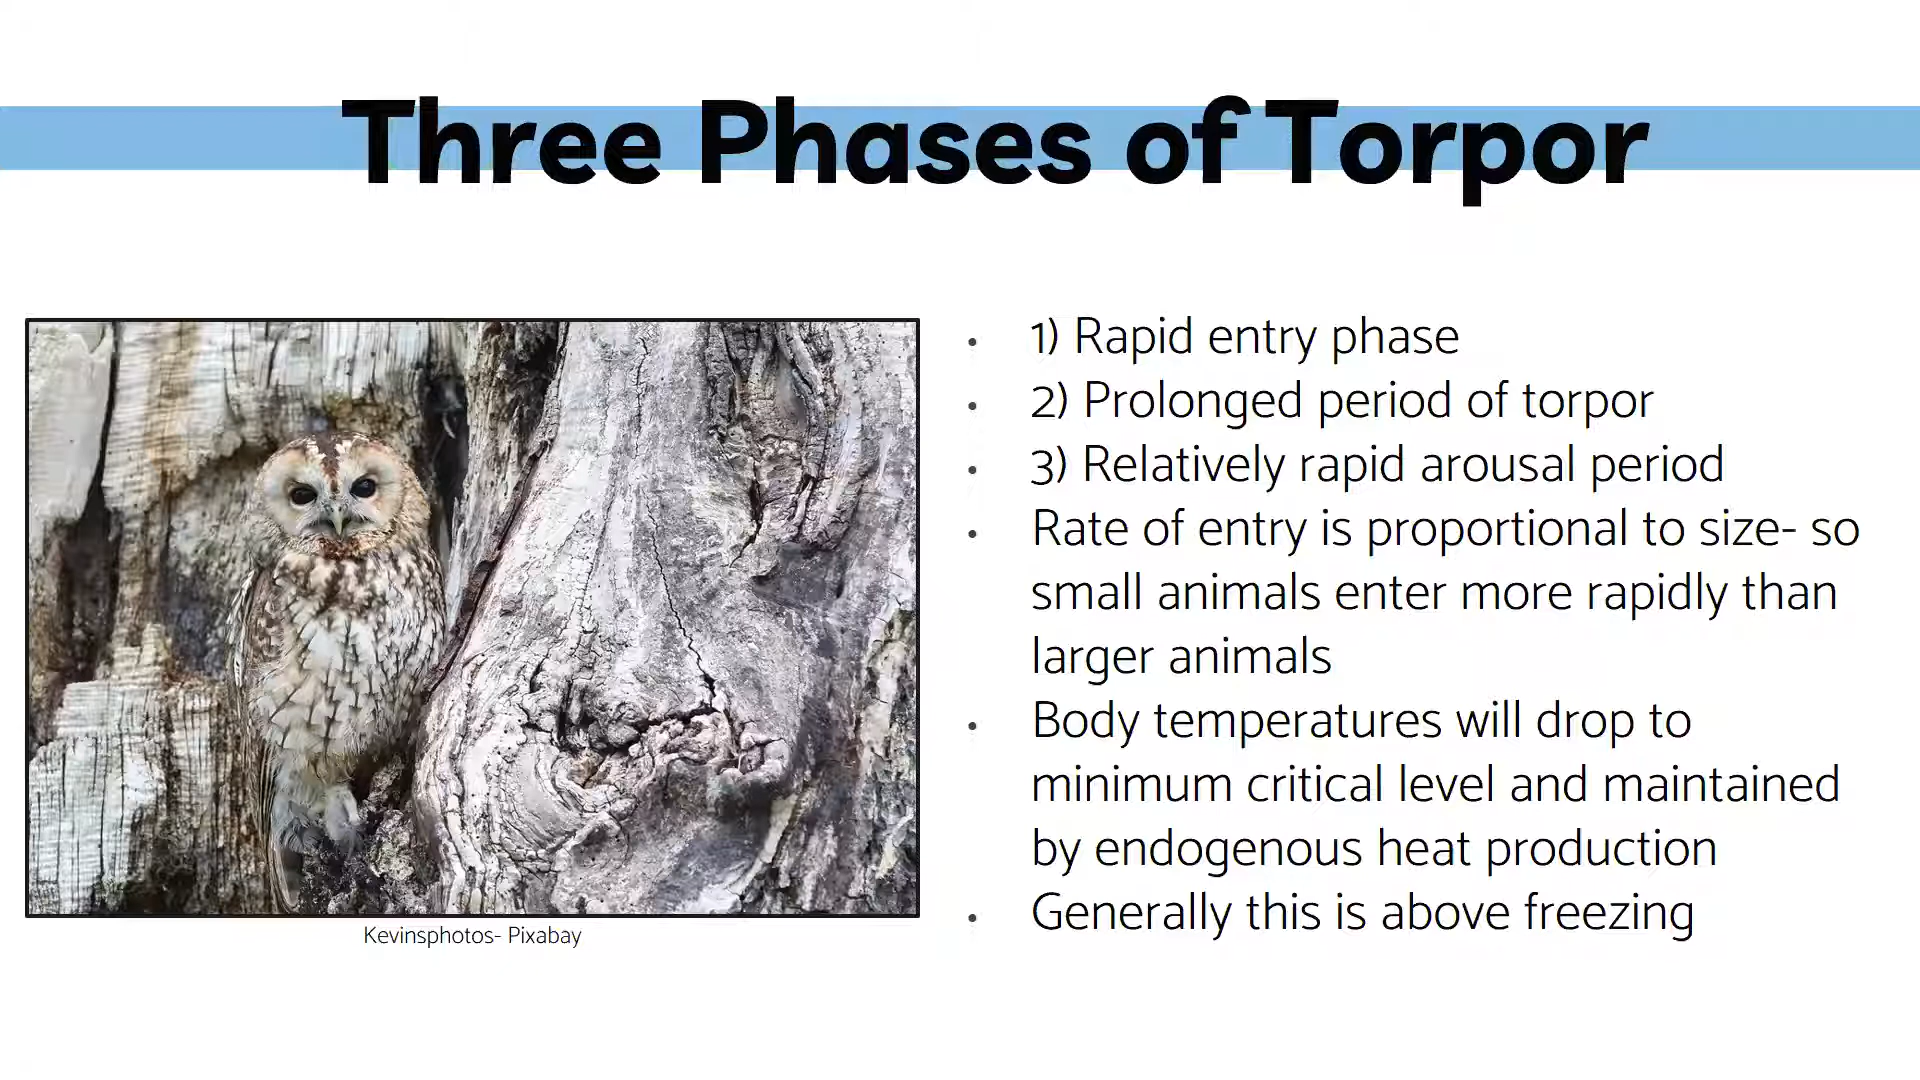 Three Phases of Torpor
• 1) Rapid entry phase
• 2) Prolonged period of torpor
• 3) Relatively rapid arousal period
• Rate of entry is proportional to size- so
small animals enter more rapidly than
larger animals
• Body temperatures will drop to
minimum critical level and maintained
by endogenous heat production
• Generally this is above freezing
Kevinsphotos- Pixabay